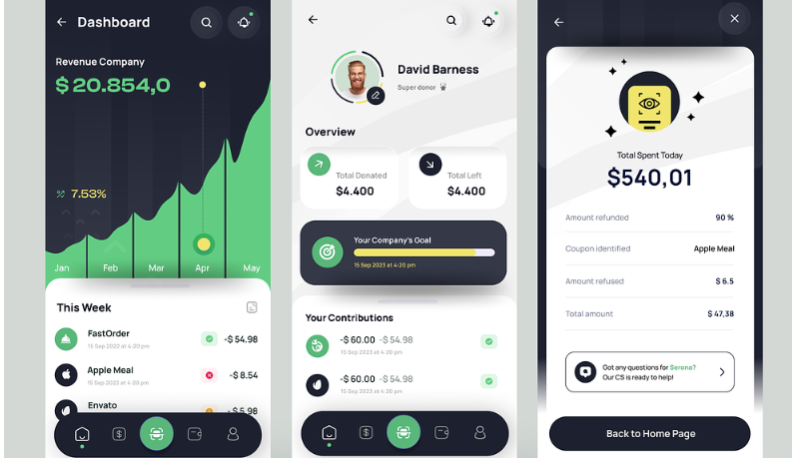 Dashboard
Revenue Company
$ 20.854,0
7.53%
Jan Feb Mar Apr May
This Week
FastOrder
15 Sep 2020 at 4:20 pm
-$ 54.98
Apple Meal
15 Sep 2023 at 4:20 pm
-$ 8.54
Envato
-$ 5.98
David Barness
Super donor
Overview
Total Donated
$4.400
Total Left
$4.400
Your Company's Goal
15 Sep 2023 at 4:20 pm
Your Contributions
-$ 60.00 -$ 54.98
15 Sep 2023 at 4:20 pm
-$ 60.00 -$ 54.98
15 Sep 2023 at 4:20 pm
Total Spent Today
$540,01
Amount refunded 90 %
Coupon identified Apple Meal
Amount refused $ 6.5
Total amount $ 47,38
Got any questions for Serena?
Our CS is ready to help!
Back to Home Page